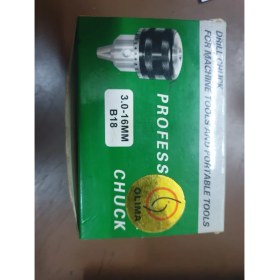 DRILL CHUCK
FOR MACHINE TOOLS AND PORTABLE TOOLS
3.0-16MM
B18
PROFESS
CHUCK
OLIMA